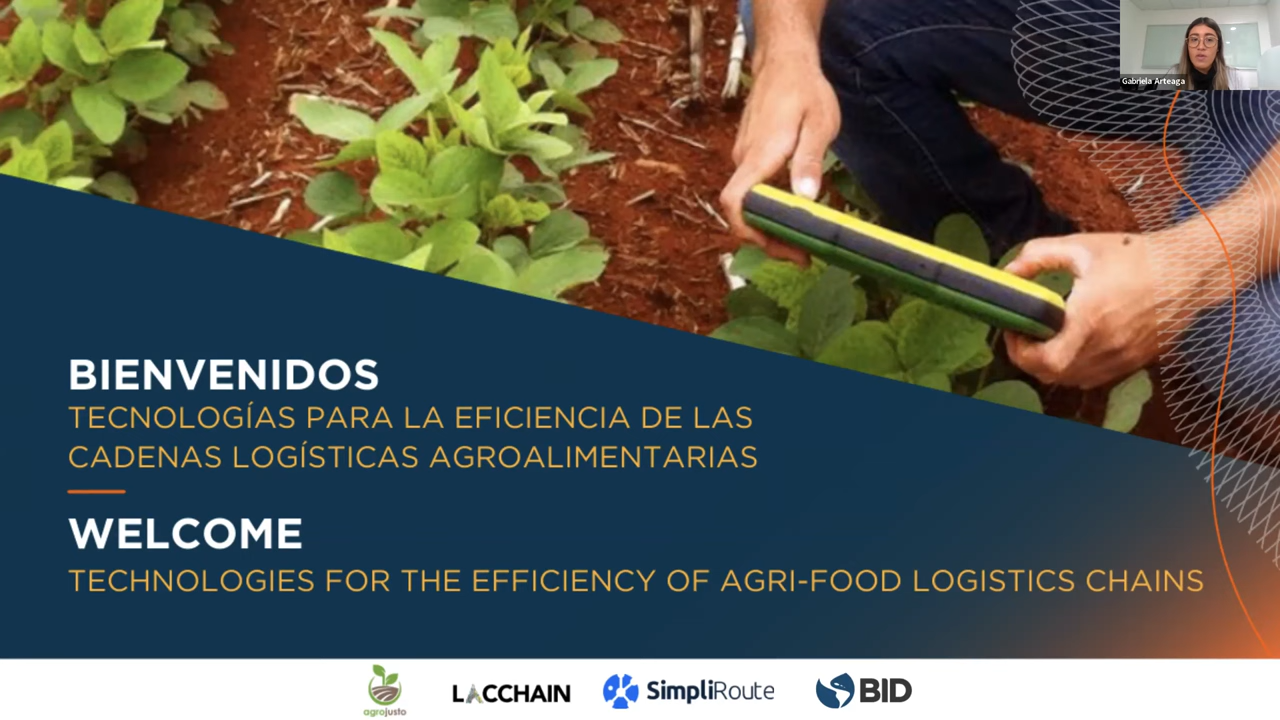 Gabriela Arteaga
BIENVENIDOS
TECNOLOGÍAS PARA LA EFICIENCIA DE LAS
CADENAS LOGÍSTICAS AGROALIMENTARIAS
WELCOME
TECHNOLOGIES FOR THE EFFICIENCY OF AGRI-FOOD LOGISTICS CHAINS
agrojusto
LACCHAIN
SimpliRoute
BID